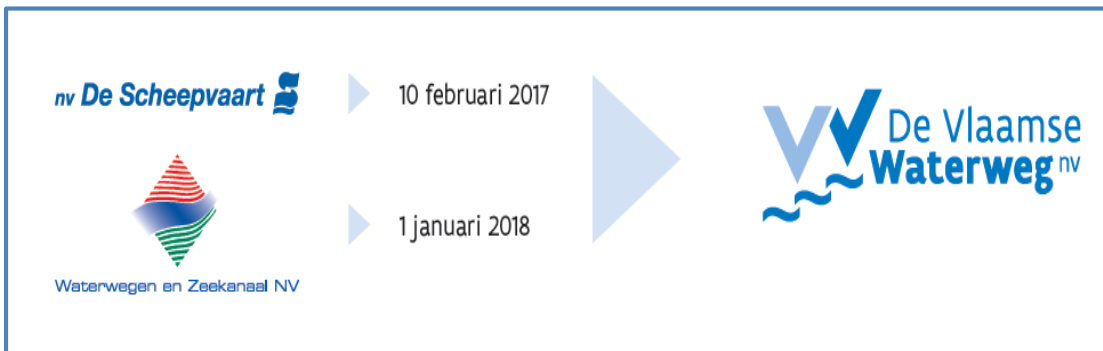 nv De Scheepvaart
10 februari 2017
Waterwegen en Zeekanaal NV
1 januari 2018
De Vlaamse
Waterweg nv